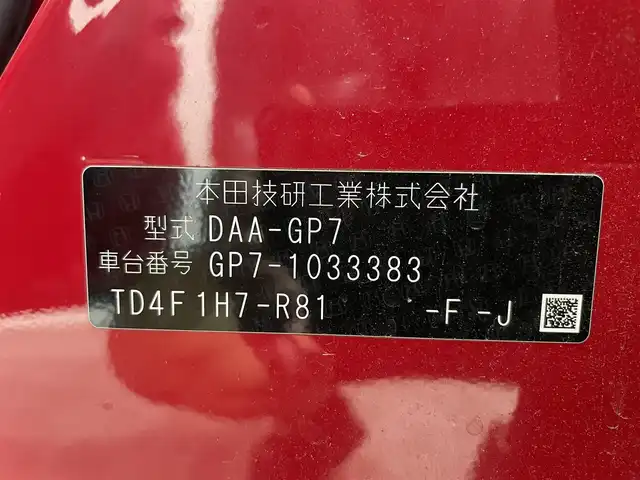 本田技研工業株式会社
型式 DAA-GP7
車台番号 GP7-1033383
TD4F1H7-R81 -F -J